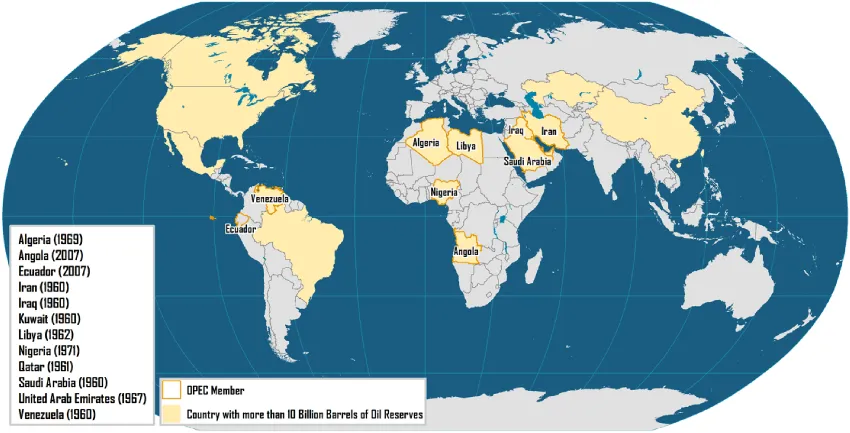 Algeria
Libya
Iraq
Iran
Saudi Arabia
Nigeria
Venezuela
Ecuador
Angola
Algeria (1969)
Angola (2007)
Ecuador (2007)
Iran (1960)
Iraq (1960)
Kuwait (1960)
Libya (1962)
Nigeria (1971)
Qatar (1961)
Saudi Arabia (1960)
United Arab Emirates (1967)
Venezuela (1960)
OPEC Member
Country with more than 10 Billion Barrels of Oil Reserves